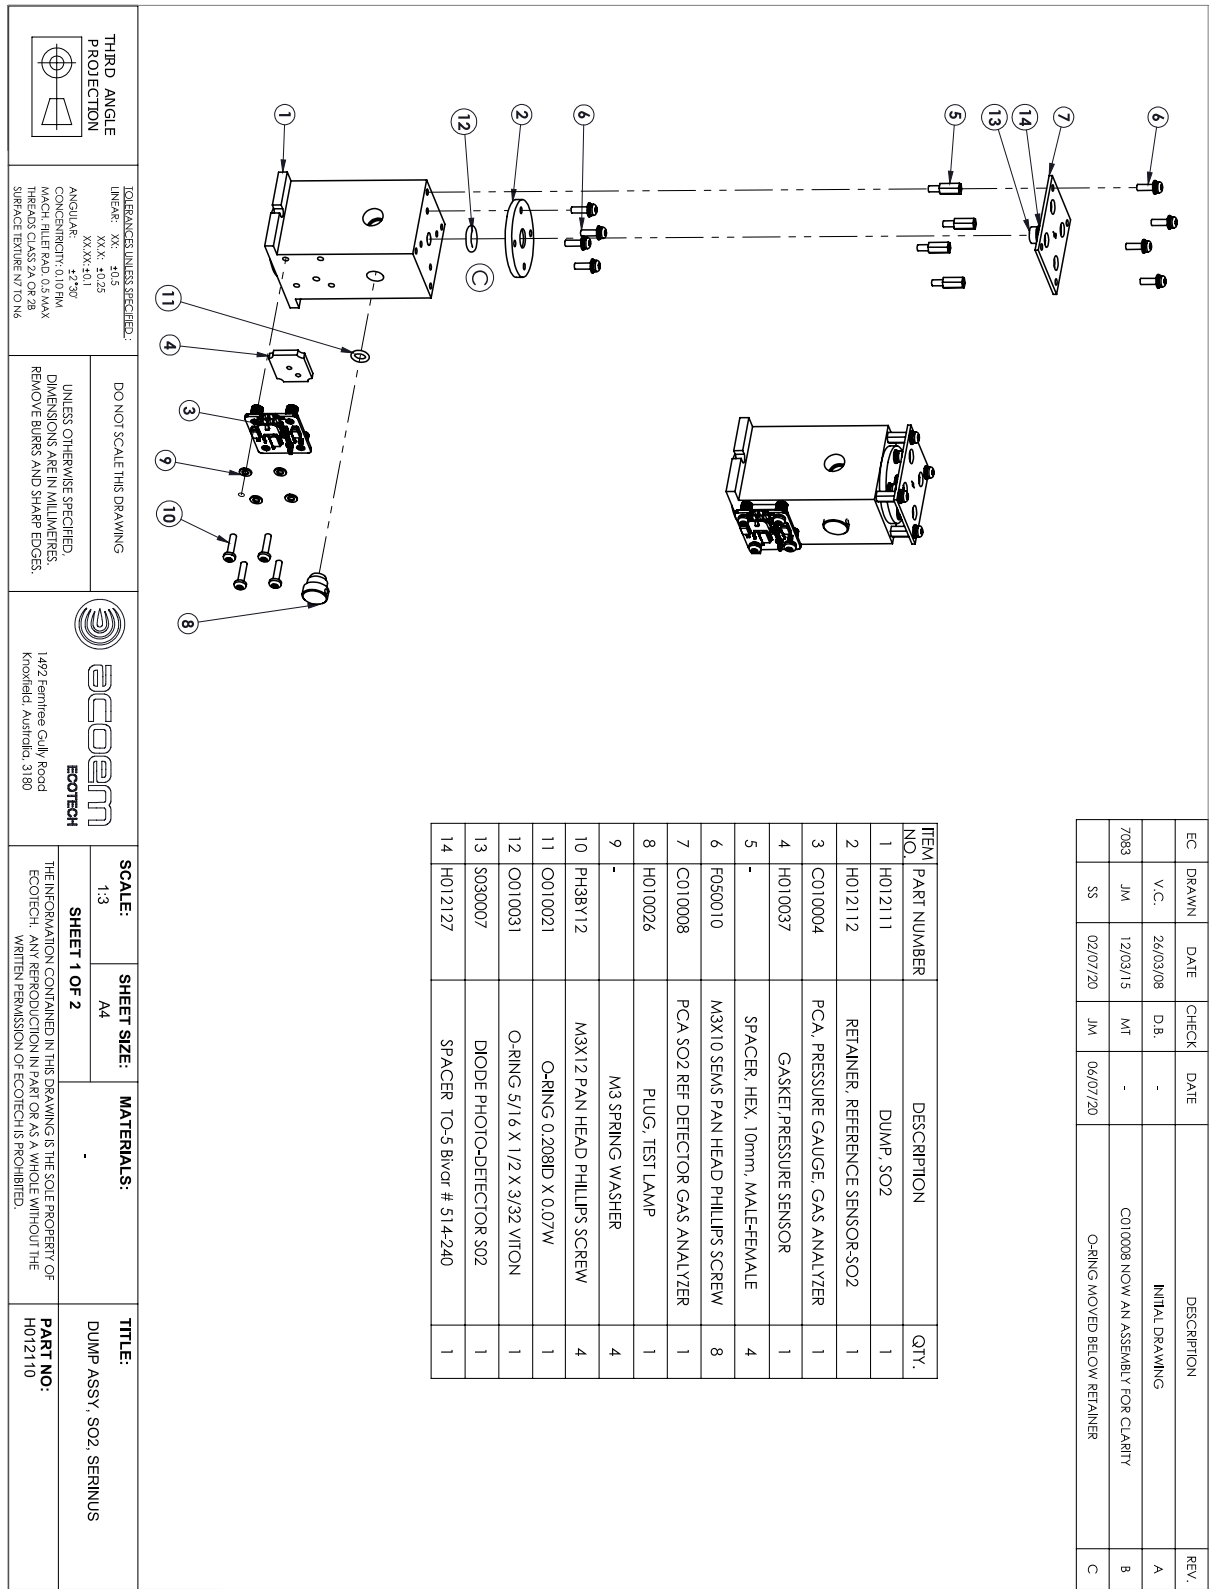 EC DRAWN DATE CHECK DATE DESCRIPTION REV.
V.C. 26/03/08 D.B. - INITIAL DRAWING A
7083 JM 12/03/15 MT - C010008 NOW AN ASSEMBLY FOR CLARITY B
SS 02/07/20 JM 06/07/20 O-RING MOVED BELOW RETAINER C
6
7
14
13
5
6
2
12
1
C
11
4
3
9
10
8
ITEM NO. PART NUMBER DESCRIPTION QTY.
1 H012111 DUMP, SO2 1
2 H012112 RETAINER, REFERENCE SENSOR-SO2 1
3 C010004 PCA, PRESSURE GAUGE, GAS ANALYZER 1
4 H010037 GASKET,PRESSURE SENSOR 1
5 - SPACER, HEX, 10mm, MALE-FEMALE 4
6 F050010 M3X10 SEMS PAN HEAD PHILLIPS SCREW 8
7 C010008 PCA SO2 REF DETECTOR GAS ANALYZER 1
8 H010026 PLUG, TEST LAMP 1
9 - M3 SPRING WASHER 4
10 PH3BY12 M3X12 PAN HEAD PHILLIPS SCREW 4
11 O010021 O-RING 0.208ID X 0.07W 1
12 O010031 O-RING 5/16 X 1/2 X 3/32 VITON 1
13 S030007 DIODE PHOTO-DETECTOR S02 1
14 H012127 SPACER TO-5 Bivar # 514-240 1
THIRD ANGLE
PROJECTION
TOLERANCES UNLESS SPECIFIED :
LINEAR: XX: ±0.5
XX.X: ±0.25
XX.XX:±0.1
ANGULAR: ±2°30'
CONCENTRICITY: 0.10 FIM
MACH. FILLET RAD. 0.5 MAX
THREADS CLASS 2A OR 2B
SURFACE TEXTURE N7 TO N6
DO NOT SCALE THIS DRAWING
UNLESS OTHERWISE SPECIFIED,
DIMENSIONS ARE IN MILLIMETRES.
REMOVE BURRS AND SHARP EDGES.
acoem
ECOTECH
1492 Ferntree Gully Road
Knoxfield, Australia, 3180
SCALE:
1:3
SHEET SIZE:
A4
SHEET 1 OF 2
MATERIALS:
-
THE INFORMATION CONTAINED IN THIS DRAWING IS THE SOLE PROPERTY OF
ECOTECH. ANY REPRODUCTION IN PART OR AS A WHOLE WITHOUT THE
WRITTEN PERMISSION OF ECOTECH IS PROHIBITED.
TITLE:
DUMP ASSY, SO2, SERINUS
PART NO:
H012110